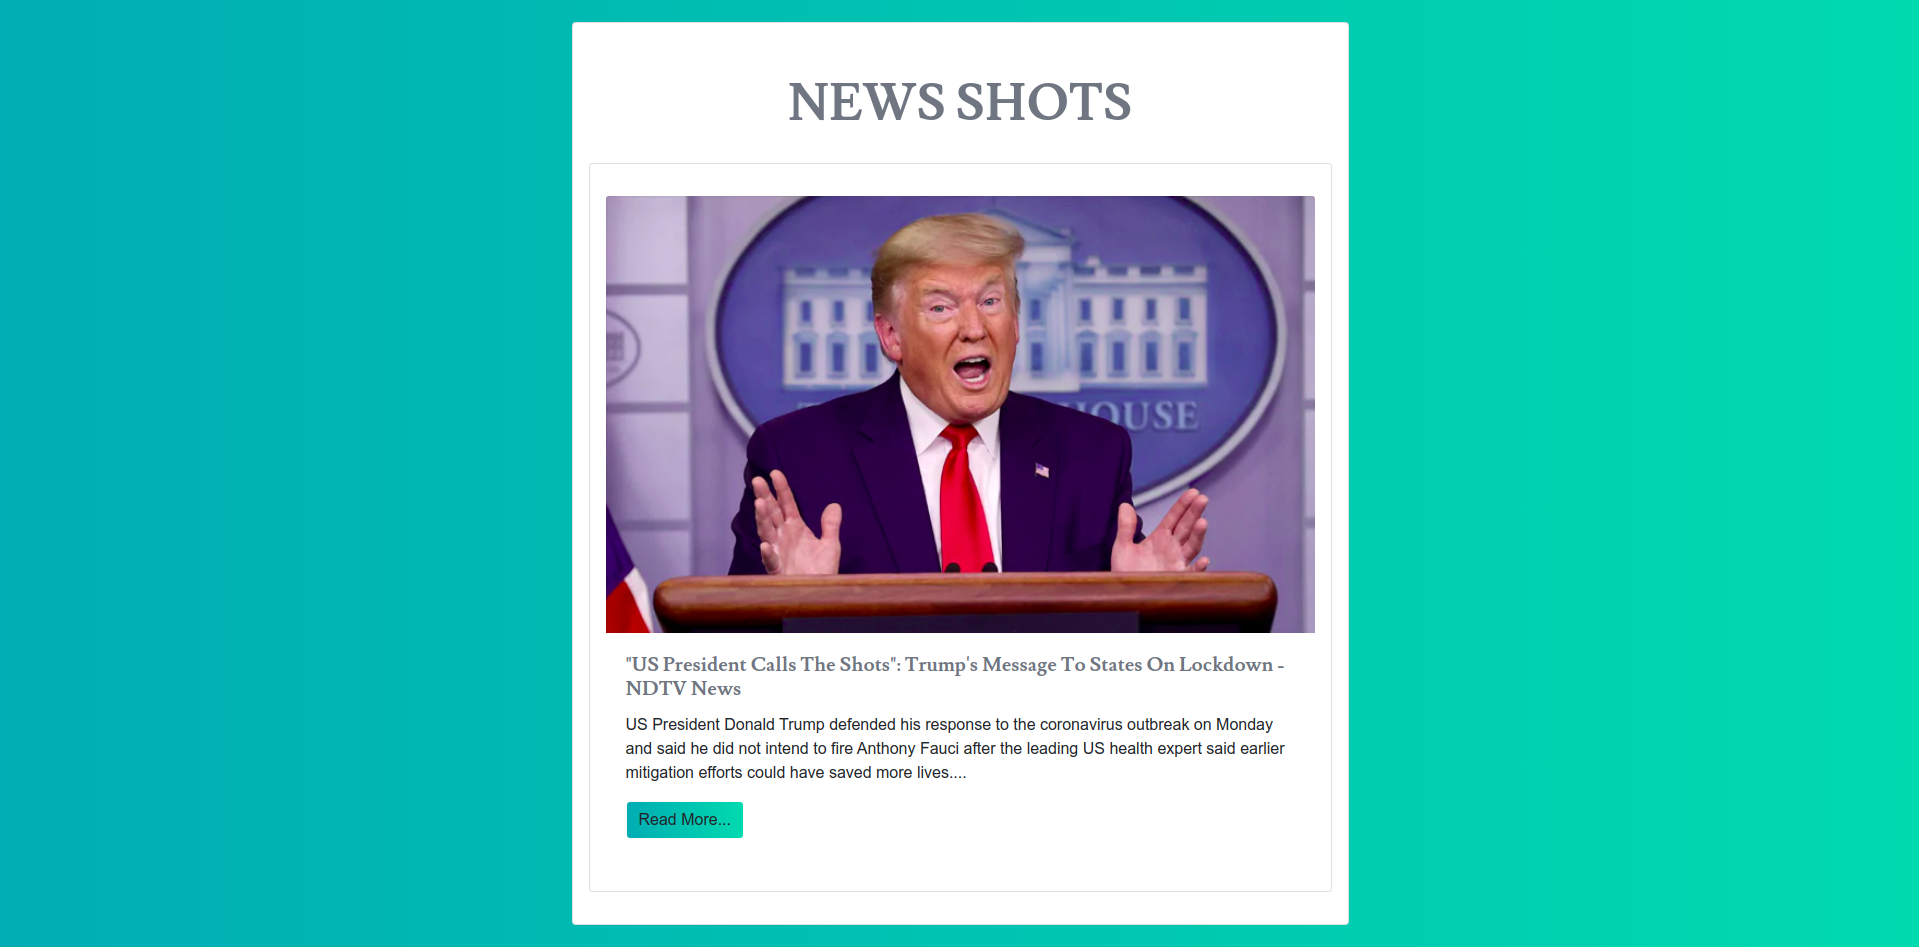 NEWS SHOTS
HOUSE
"US President Calls The Shots": Trump's Message To States On Lockdown -
NDTV News
US President Donald Trump defended his response to the coronavirus outbreak on Monday
and said he did not intend to fire Anthony Fauci after the leading US health expert said earlier
mitigation efforts could have saved more lives....
Read More...